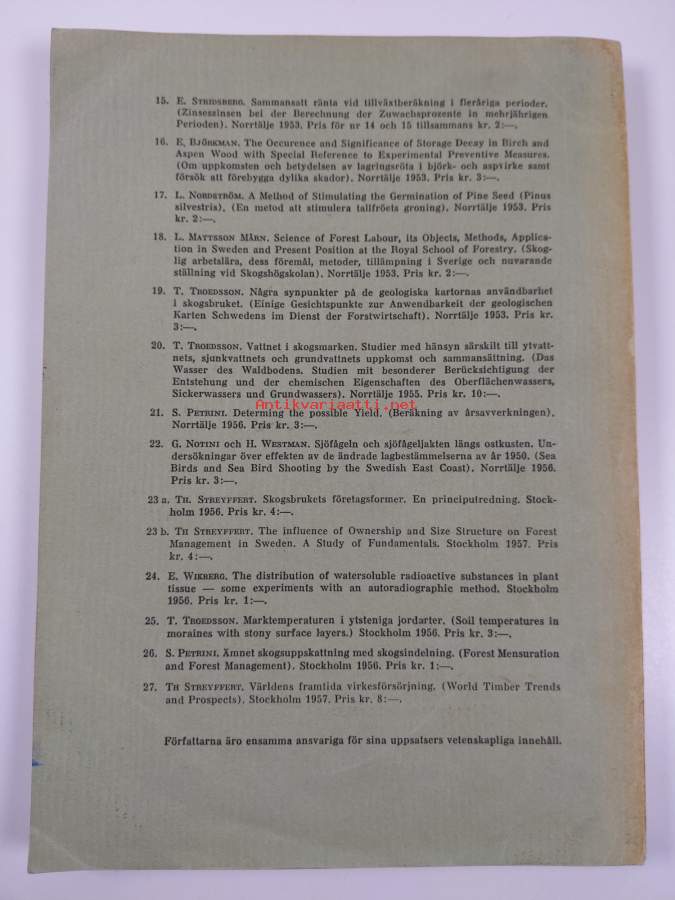 15. E. Stridsberg. Sammansatt ränta vid tillväxtberäkning i fleråriga perioder.
(Zinseszinsen bei der Berechnung der Zuwachsprozente in mehrjährigen
Perioden). Norrtälje 1953. Pris för nr 14 och 15 tillsammans kr. 2:—.
16. E. Björkman. The Occurence and Significance of Storage Decay in Birch and
Aspen Wood with Special Reference to Experimental Preventive Measures.
(Om uppkomsten och betydelsen av lagringsröta i björk- och aspvirke samt
försök att förebygga dylika skador). Norrtälje 1953. Pris kr. 3:—.
17. L. Nordström. A Method of Stimulating the Germination of Pine Seed (Pinus
silvestris). (En metod att stimulera tallfröets groning). Norrtälje 1953. Pris
kr. 2:—.
18. L. Mattsson Mårn. Science of Forest Labour, its Objects, Methods, Applica-
tion in Sweden and Present Position at the Royal School of Forestry. (Skog-
lig arbetslära, dess föremål, metoder, tillämpning i Sverige och nuvarande
ställning vid Skogshögskolan). Norrtälje 1953. Pris kr. 2:—.
19. T. Troedsson. Några synpunkter på de geologiska kartornas användbarhet
i skogsbruket. (Einige Gesichtspunkte zur Anwendbarkeit der geologischen
Karten Schwedens im Dienst der Forstwirtschaft). Norrtälje 1953. Pris kr.
3:—.
20. T. Troedsson. Vattnet i skogsmarken. Studier med hänsyn särskilt till ytvatt-
nets, sjunkvattnets och grundvattnets uppkomst och sammansättning. (Das
Wasser des Waldbodens. Studien mit besonderer Berücksichtigung der
Entstehung und der chemischen Eigenschaften des Oberflächenwassers,
Sickerwassers und Grundwassers). Norrtälje 1955. Pris kr. 10:—.
Antikvariaatti.net
21. S. Petrini. Determing the possible Yield. (Beräkning av årsavverkningen).
Norrtälje 1956. Pris kr. 3:—.
22. G. Notini och H. Westman. Sjöfågeln och sjöfågeljakten längs ostkusten. Un-
dersökningar över effekten av de ändrade lagbestämmelserna av år 1950. (Sea
Birds and Sea Bird Shooting by the Swedish East Coast). Norrtälje 1956.
Pris kr. 3:—.
23 a. Th. Streyffert. Skogsbrukets företagsformer. En principutredning. Stock-
holm 1956. Pris kr. 4:—.
23 b. Th Streyffert. The influence of Ownership and Size Structure on Forest
Management in Sweden. A Study of Fundamentals. Stockholm 1957. Pris
kr. 4:—.
24. E. Wikberg. The distribution of watersoluble radioactive substances in plant
tissue — some experiments with an autoradiographic method. Stockholm
1956. Pris kr. 1:—.
25. T. Troedsson. Marktemperaturen i ytsteniga jordarter. (Soil temperatures in
moraines with stony surface layers.) Stockholm 1956. Pris kr. 3:—.
26. S. Petrini. Ämnet skogsuppskattning med skogsindelning. (Forest Mensuration
and Forest Management). Stockholm 1956. Pris kr. 1:—.
27. Th Streyffert. Världens framtida virkesförsörjning. (World Timber Trends
and Prospects). Stockholm 1957. Pris kr. 8:—.
Författarna äro ensamma ansvariga för sina uppsatsers vetenskapliga innehåll.